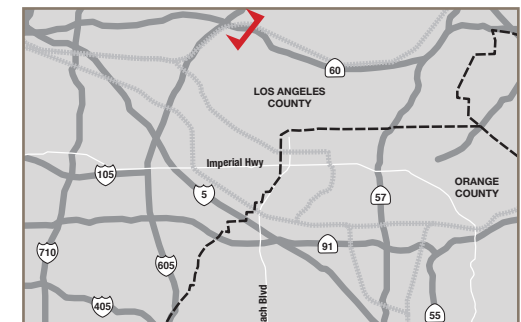 60
LOS ANGELES
COUNTY
Imperial Hwy
105
ORANGE
COUNTY
5
57
91
710
605
405
55
ach Blvd